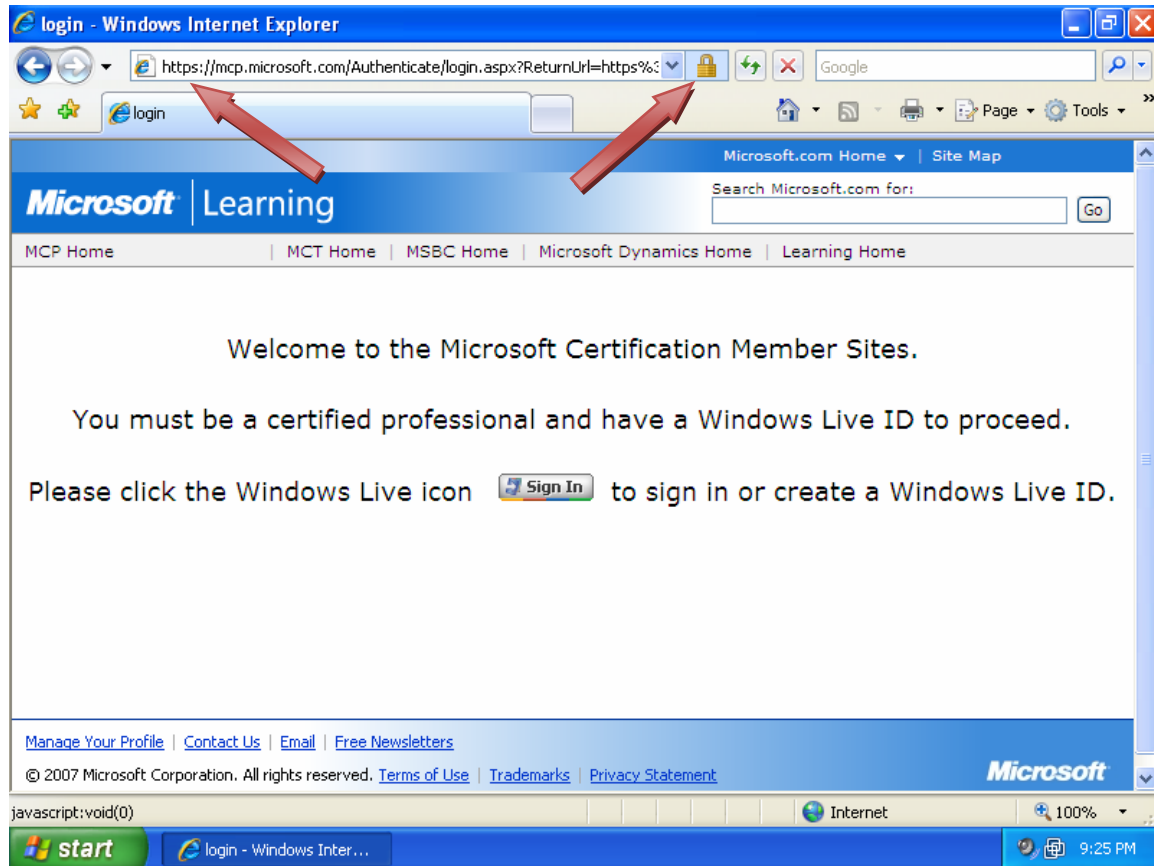 login - Windows Internet Explorer
https://mcp.microsoft.com/Authenticate/login.aspx?ReturnUrl=https%3
Google
login
Page
Tools
»
Microsoft.com Home | Site Map
Microsoft Learning
Search Microsoft.com for:
Go
MCP Home | MCT Home | MSBC Home | Microsoft Dynamics Home | Learning Home
Welcome to the Microsoft Certification Member Sites.
You must be a certified professional and have a Windows Live ID to proceed.
Please click the Windows Live icon Sign In to sign in or create a Windows Live ID.
Manage Your Profile | Contact Us | Email | Free Newsletters
© 2007 Microsoft Corporation. All rights reserved. Terms of Use | Trademarks | Privacy Statement
Microsoft
javascript:void(0)
Internet
100%
start
login - Windows Inter...
9:25 PM